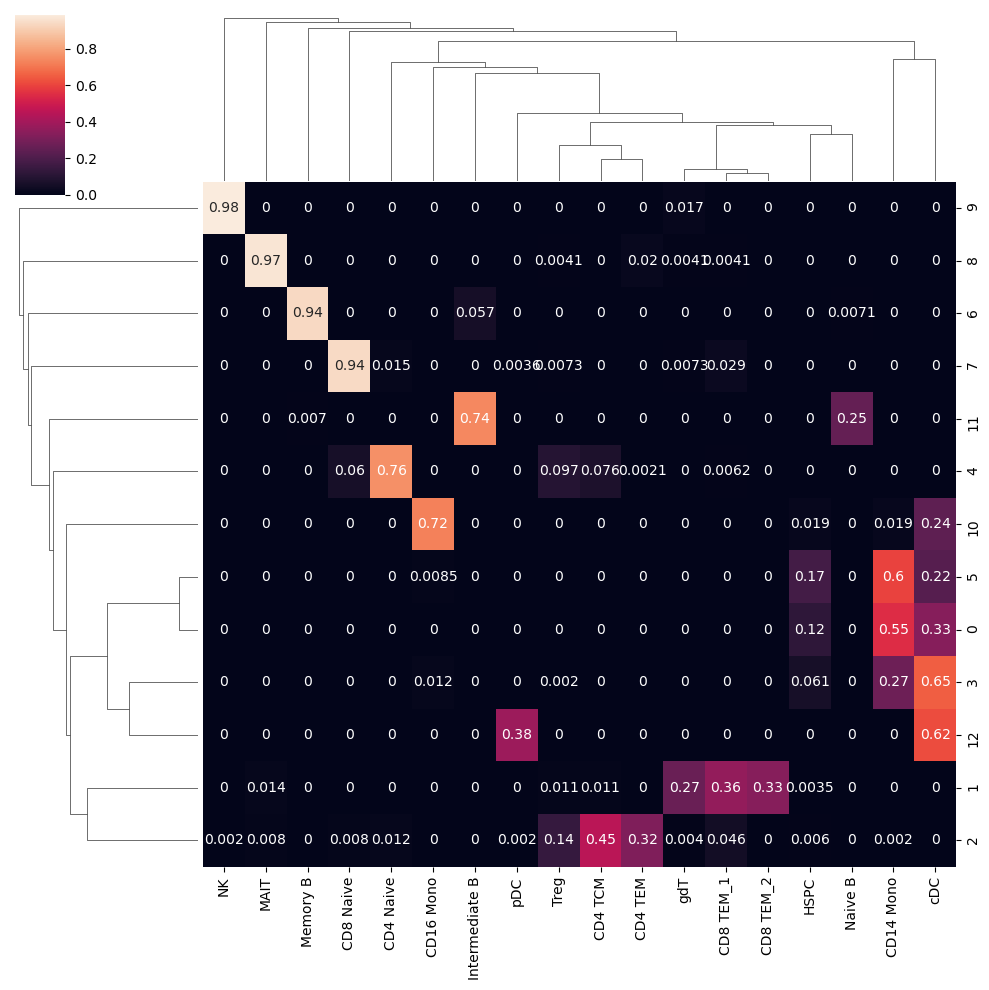 0.8
0.6
0.4
0.2
0.0
0.98 0 0 0 0 0 0 0 0 0 0 0.017 0 0 0 0 0 0 9
0 0.97 0 0 0 0 0 0 0.0041 0 0.02 0.0041 0.0041 0 0 0 0 0 8
0 0 0.94 0 0 0 0.057 0 0 0 0 0 0 0 0 0.0071 0 0 6
0 0 0 0.94 0.015 0 0 0.0036 0.0073 0 0 0.0073 0.029 0 0 0 0 0 7
0 0 0.007 0 0 0 0.74 0 0 0 0 0 0 0 0 0.25 0 0 11
0 0 0 0.06 0.76 0 0 0 0.097 0.076 0.0021 0 0.0062 0 0 0 0 0 4
0 0 0 0 0 0.72 0 0 0 0 0 0 0 0 0.019 0 0.019 0.24 10
0 0 0 0 0 0.0085 0 0 0 0 0 0 0 0 0.17 0 0.6 0.22 5
0 0 0 0 0 0 0 0 0 0 0 0 0 0 0.12 0 0.55 0.33 0
0 0 0 0 0 0.012 0 0 0.002 0 0 0 0 0 0.061 0 0.27 0.65 3
0 0 0 0 0 0 0 0.38 0 0 0 0 0 0 0 0 0 0.62 12
0 0.014 0 0 0 0 0 0 0.011 0.011 0 0.27 0.36 0.33 0.0035 0 0 0 1
0.002 0.008 0 0.008 0.012 0 0 0.002 0.14 0.45 0.32 0.004 0.046 0 0.006 0 0.002 0 2
NK
MAIT
Memory B
CD8 Naive
CD4 Naive
CD16 Mono
Intermediate B
pDC
Treg
CD4 TCM
CD4 TEM
gdT
CD8 TEM_1
CD8 TEM_2
HSPC
Naive B
CD14 Mono
cDC